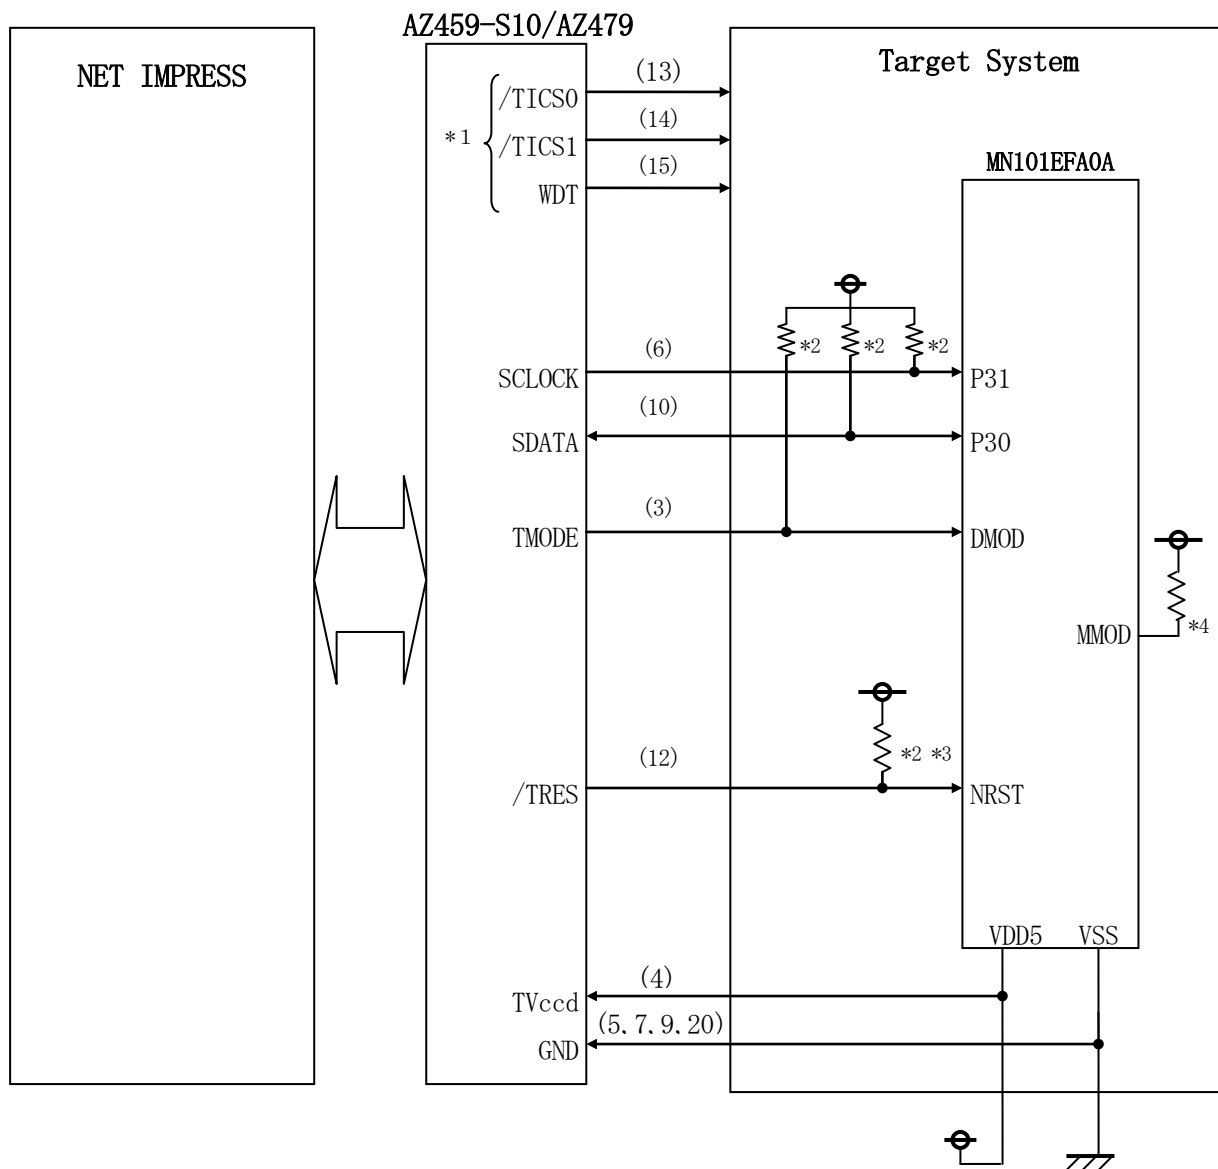 AZ459-S10/AZ479
NET IMPRESS
Target System
(13)
/TICS0
(14)
*1
/TICS1
(15)
WDT
MN101EFA0A
*2
*2
*2
(6)
SCLOCK
P31
(10)
SDATA
P30
(3)
TMODE
DMOD
MMOD
*4
(12)
*2 *3
/TRES
NRST
VDD5
VSS
(4)
TVccd
(5,7,9,20)
GND